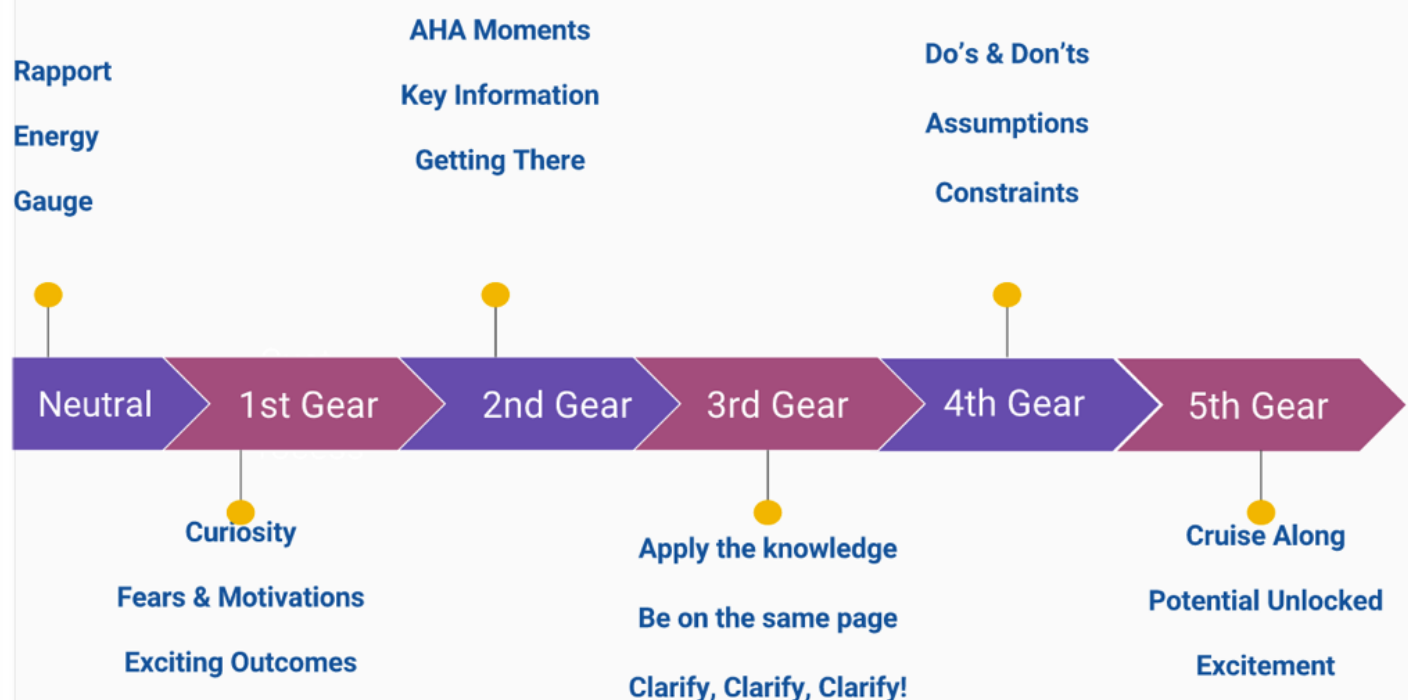 Rapport
Energy
Gauge
AHA Moments
Key Information
Getting There
Do’s & Don’ts
Assumptions
Constraints
Neutral
1st Gear
2nd Gear
3rd Gear
4th Gear
5th Gear
Curiosity
Fears & Motivations
Exciting Outcomes
Apply the knowledge
Be on the same page
Clarify, Clarify, Clarify!
Cruise Along
Potential Unlocked
Excitement